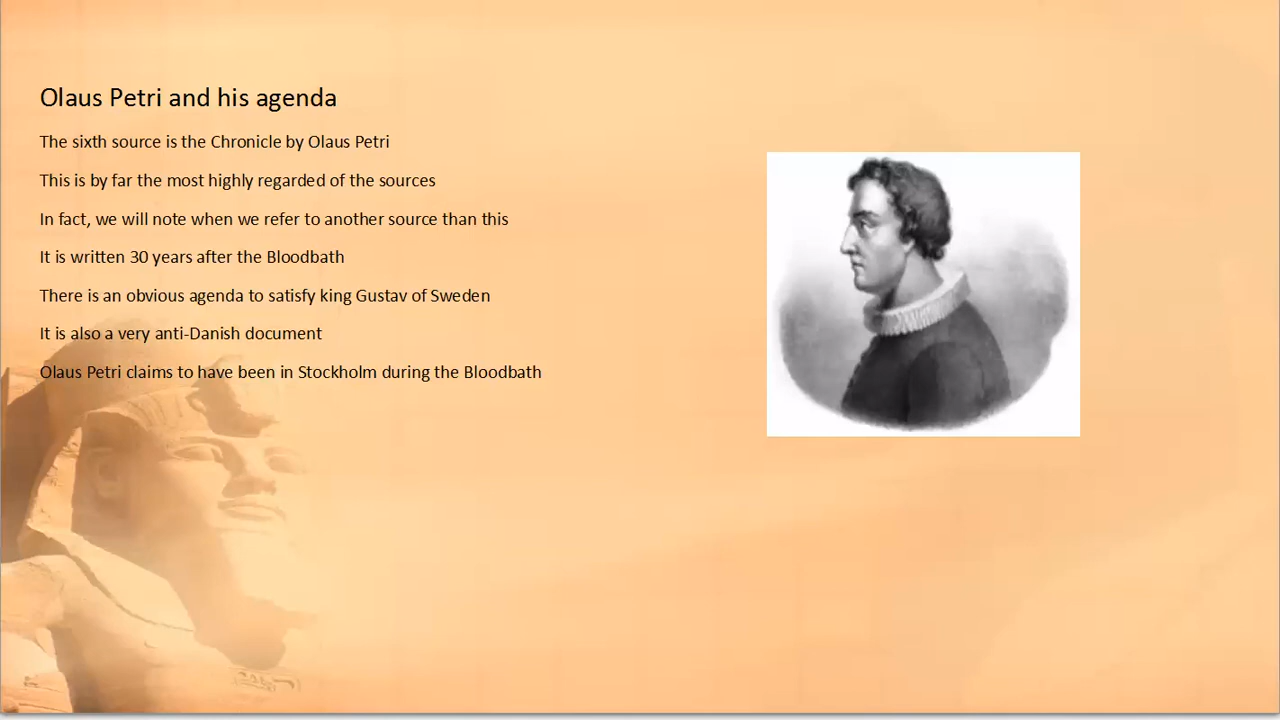 Olaus Petri and his agenda
The sixth source is the Chronicle by Olaus Petri
This is by far the most highly regarded of the sources
In fact, we will note when we refer to another source than this
It is written 30 years after the Bloodbath
There is an obvious agenda to satisfy king Gustav of Sweden
It is also a very anti-Danish document
Olaus Petri claims to have been in Stockholm during the Bloodbath